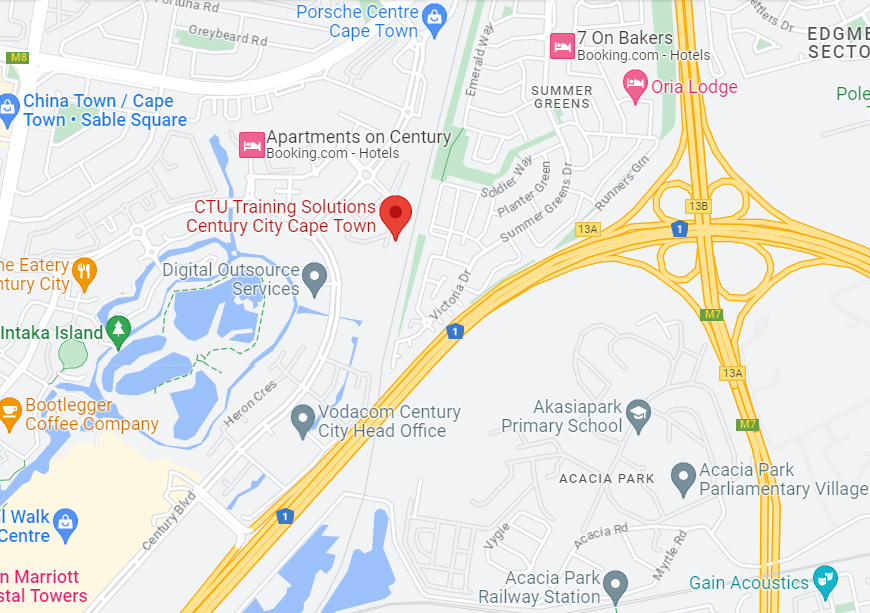 Fortuna Rd
Porsche Centre
Cape Town
Greybeard Rd
M8
Emerald Way
7 On Bakers
Booking.com - Hotels
EDGME
SECTO
Oria Lodge
SUMMER
GREENS
Pole
China Town / Cape
Town • Sable Square
Apartments on Century
Booking.com - Hotels
Soldier Way
Planter Green
Summer Greens Dr
Runners Grn
CTU Training Solutions
Century City Cape Town
13B
13A
1
ne Eatery
ntury City
Digital Outsource
Services
Victoria Dr
1
M7
Intaka Island
13A
Heron Cres
Bootlegger
Coffee Company
Vodacom Century
City Head Office
Akasiapark
Primary School
M7
ACACIA PARK
Acacia Park
Parliamentary Village
Century Blvd
1
l Walk
Centre
Vygie
Acacia Rd
Myrtle Rd
n Marriott
stal Towers
Acacia Park
Railway Station
Gain Acoustics